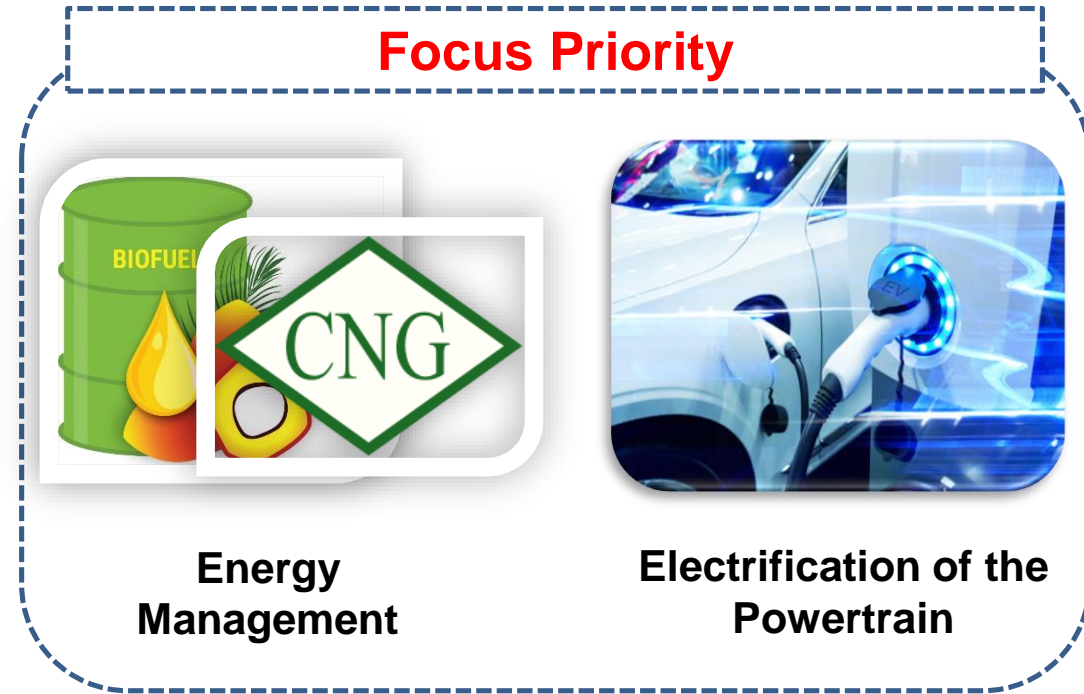 Focus Priority
BIOFUEL
CNG
EV
Energy
Management
Electrification of the
Powertrain